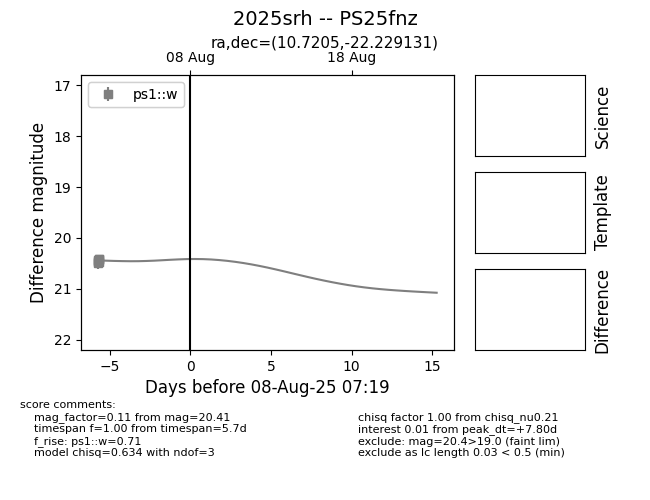 2025srh -- PS25fnz
ra,dec=(10.7205,-22.229131)
08 Aug
18 Aug
ps1::w
17
18
19
20
21
22
Difference magnitude
−5
0
5
10
15
Days before 08-Aug-25 07:19
Science
Template
Difference
score comments:
mag_factor=0.11 from mag=20.41
timespan f=1.00 from timespan=5.7d
f_rise: ps1::w=0.71
model chisq=0.634 with ndof=3
chisq factor 1.00 from chisq_nu0.21
interest 0.01 from peak_dt=+7.80d
exclude: mag=20.4>19.0 (faint lim)
exclude as lc length 0.03 < 0.5 (min)